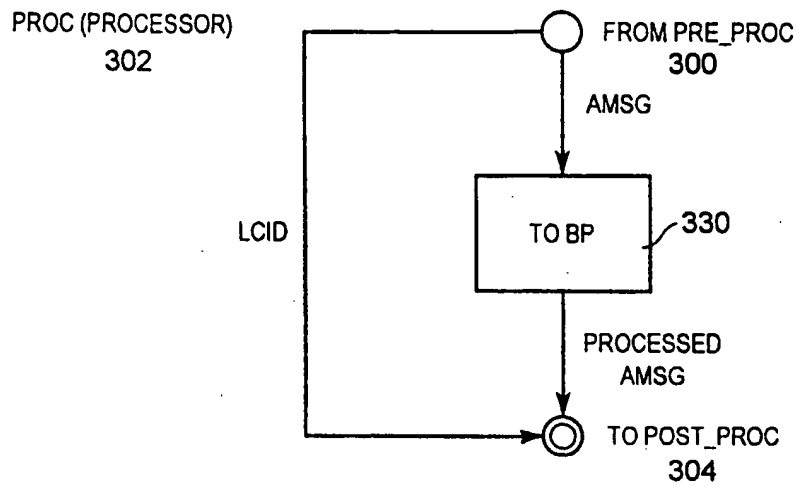 PROC (PROCESSOR)
302
FROM PRE_PROC
300
AMSG
LCID
TO BP
330
PROCESSED
AMSG
TO POST_PROC
304